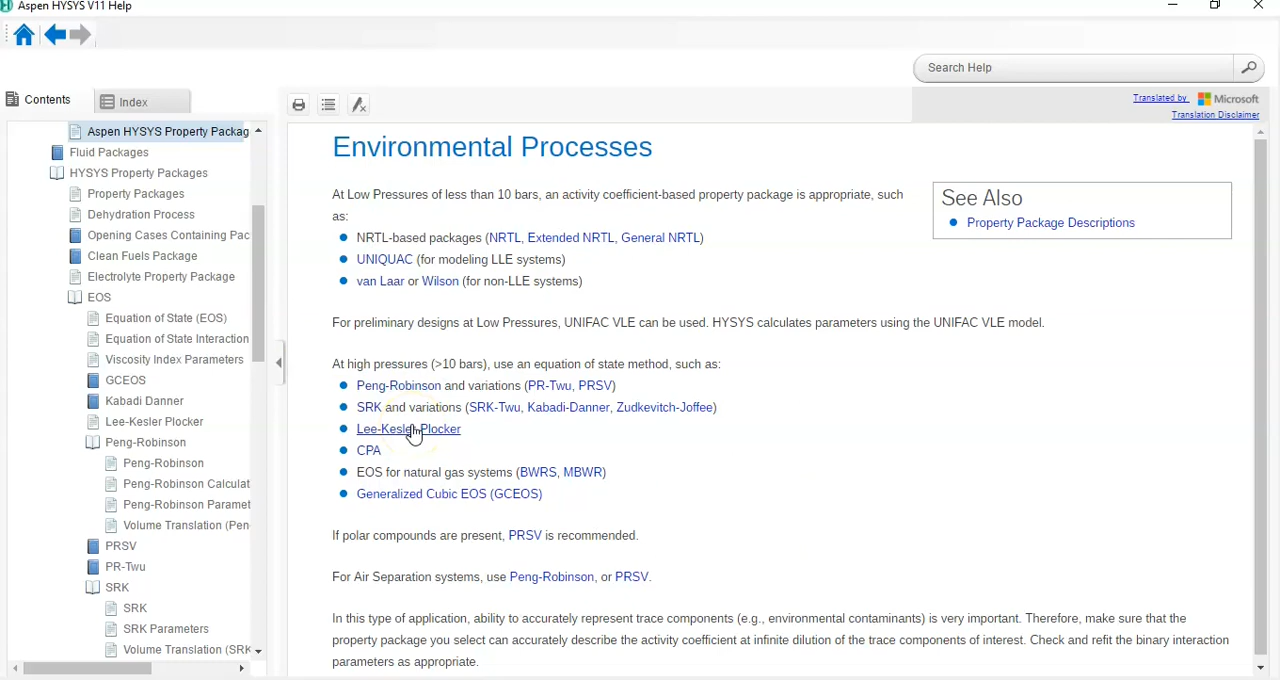 Aspen HYSYS V11 Help
Search Help
Contents
Index
Translated by
Microsoft
Translation Disclaimer
Aspen HYSYS Property Packag
Fluid Packages
HYSYS Property Packages
Property Packages
Dehydration Process
Opening Cases Containing Pac
Clean Fuels Package
Electrolyte Property Package
EOS
Equation of State (EOS)
Equation of State Interaction
Viscosity Index Parameters
GCEOS
Kabadi Danner
Lee-Kesler Plocker
Peng-Robinson
Peng-Robinson
Peng-Robinson Calculat
Peng-Robinson Paramet
Volume Translation (Pen
PRSV
PR-Twu
SRK
SRK
SRK Parameters
Volume Translation (SRK
Environmental Processes
At Low Pressures of less than 10 bars, an activity coefficient-based property package is appropriate, such
as:
NRTL-based packages (NRTL, Extended NRTL, General NRTL)
UNIQUAC (for modeling LLE systems)
van Laar or Wilson (for non-LLE systems)
For preliminary designs at Low Pressures, UNIFAC VLE can be used. HYSYS calculates parameters using the UNIFAC VLE model.
At high pressures (>10 bars), use an equation of state method, such as:
Peng-Robinson and variations (PR-Twu, PRSV)
SRK and variations (SRK-Twu, Kabadi-Danner, Zudkevitch-Joffee)
Lee-Kesler Plocker
CPA
EOS for natural gas systems (BWRS, MBWR)
Generalized Cubic EOS (GCEOS)
If polar compounds are present, PRSV is recommended.
For Air Separation systems, use Peng-Robinson, or PRSV.
In this type of application, ability to accurately represent trace components (e.g., environmental contaminants) is very important. Therefore, make sure that the
property package you select can accurately describe the activity coefficient at infinite dilution of the trace components of interest. Check and refit the binary interaction
parameters as appropriate.
See Also
Property Package Descriptions